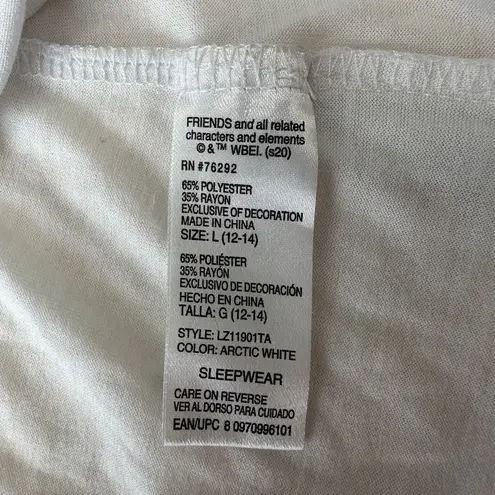 FRIENDS and all related
characters and elements
© & ™ WBEI. (s20)
RN #76292
65% POLYESTER
35% RAYON
EXCLUSIVE OF DECORATION
MADE IN CHINA
SIZE: L (12-14)
65% POLIÉSTER
35% RAYÓN
EXCLUSIVO DE DECORACIÓN
HECHO EN CHINA
TALLA: G (12-14)
STYLE: LZ11901TA
COLOR: ARCTIC WHITE
SLEEPWEAR
CARE ON REVERSE
VER AL DORSO PARA CUIDADO
EAN/UPC 8 0970996101